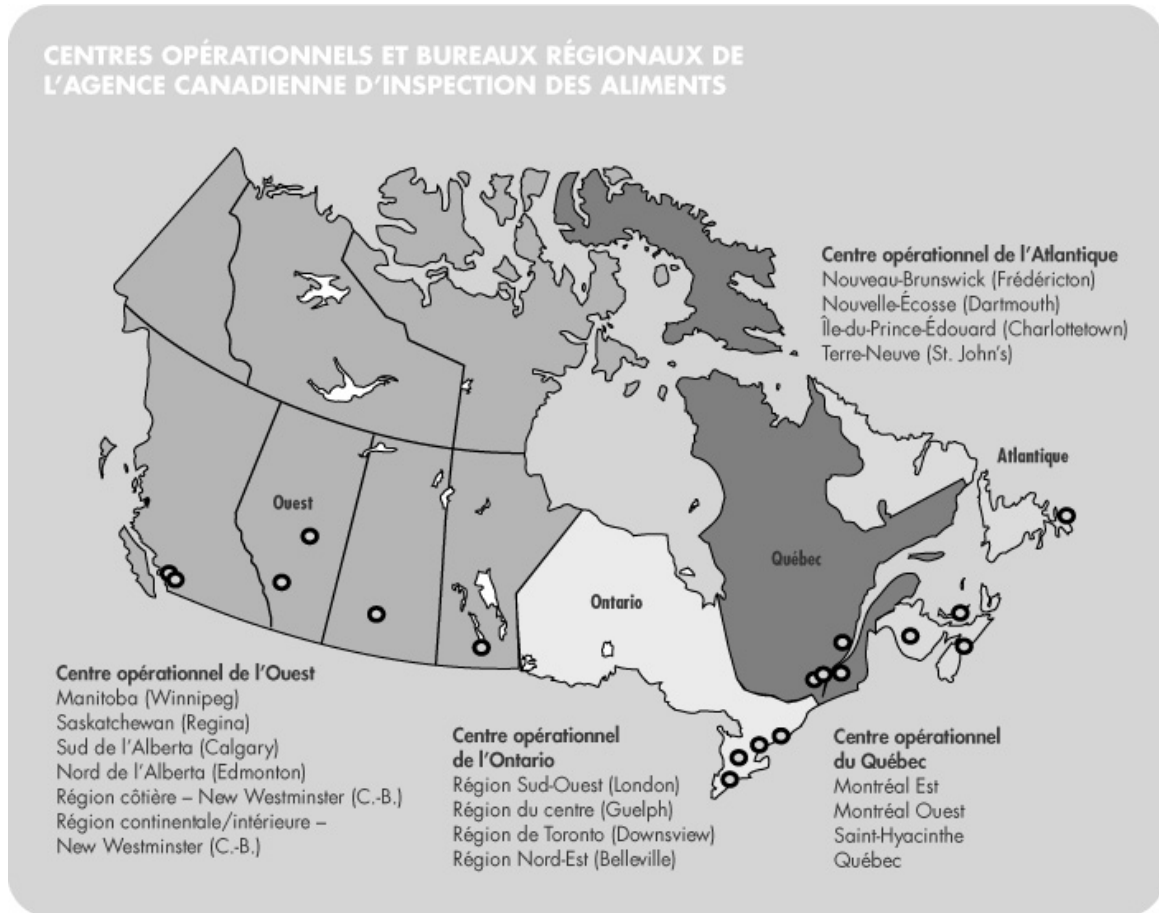 CENTRES OPÉRATIONNELS ET BUREAUX RÉGIONAUX DE
L'AGENCE CANADIENNE D'INSPECTION DES ALIMENTS
Centre opérationnel de l'Atlantique
Nouveau-Brunswick (Frédéricton)
Nouvelle-Écosse (Dartmouth)
Île-du-Prince-Édouard (Charlottetown)
Terre-Neuve (St. John's)
Atlantique
Ouest
Québec
Ontario
Centre opérationnel de l'Ouest
Manitoba (Winnipeg)
Saskatchewan (Regina)
Sud de l'Alberta (Calgary)
Nord de l'Alberta (Edmonton)
Région côtière – New Westminster (C.-B.)
Région continentale/intérieure –
New Westminster (C.-B.)
Centre opérationnel
de l'Ontario
Région Sud-Ouest (London)
Région du centre (Guelph)
Région de Toronto (Downsview)
Région Nord-Est (Belleville)
Centre opérationnel
du Québec
Montréal Est
Montréal Ouest
Saint-Hyacinthe
Québec